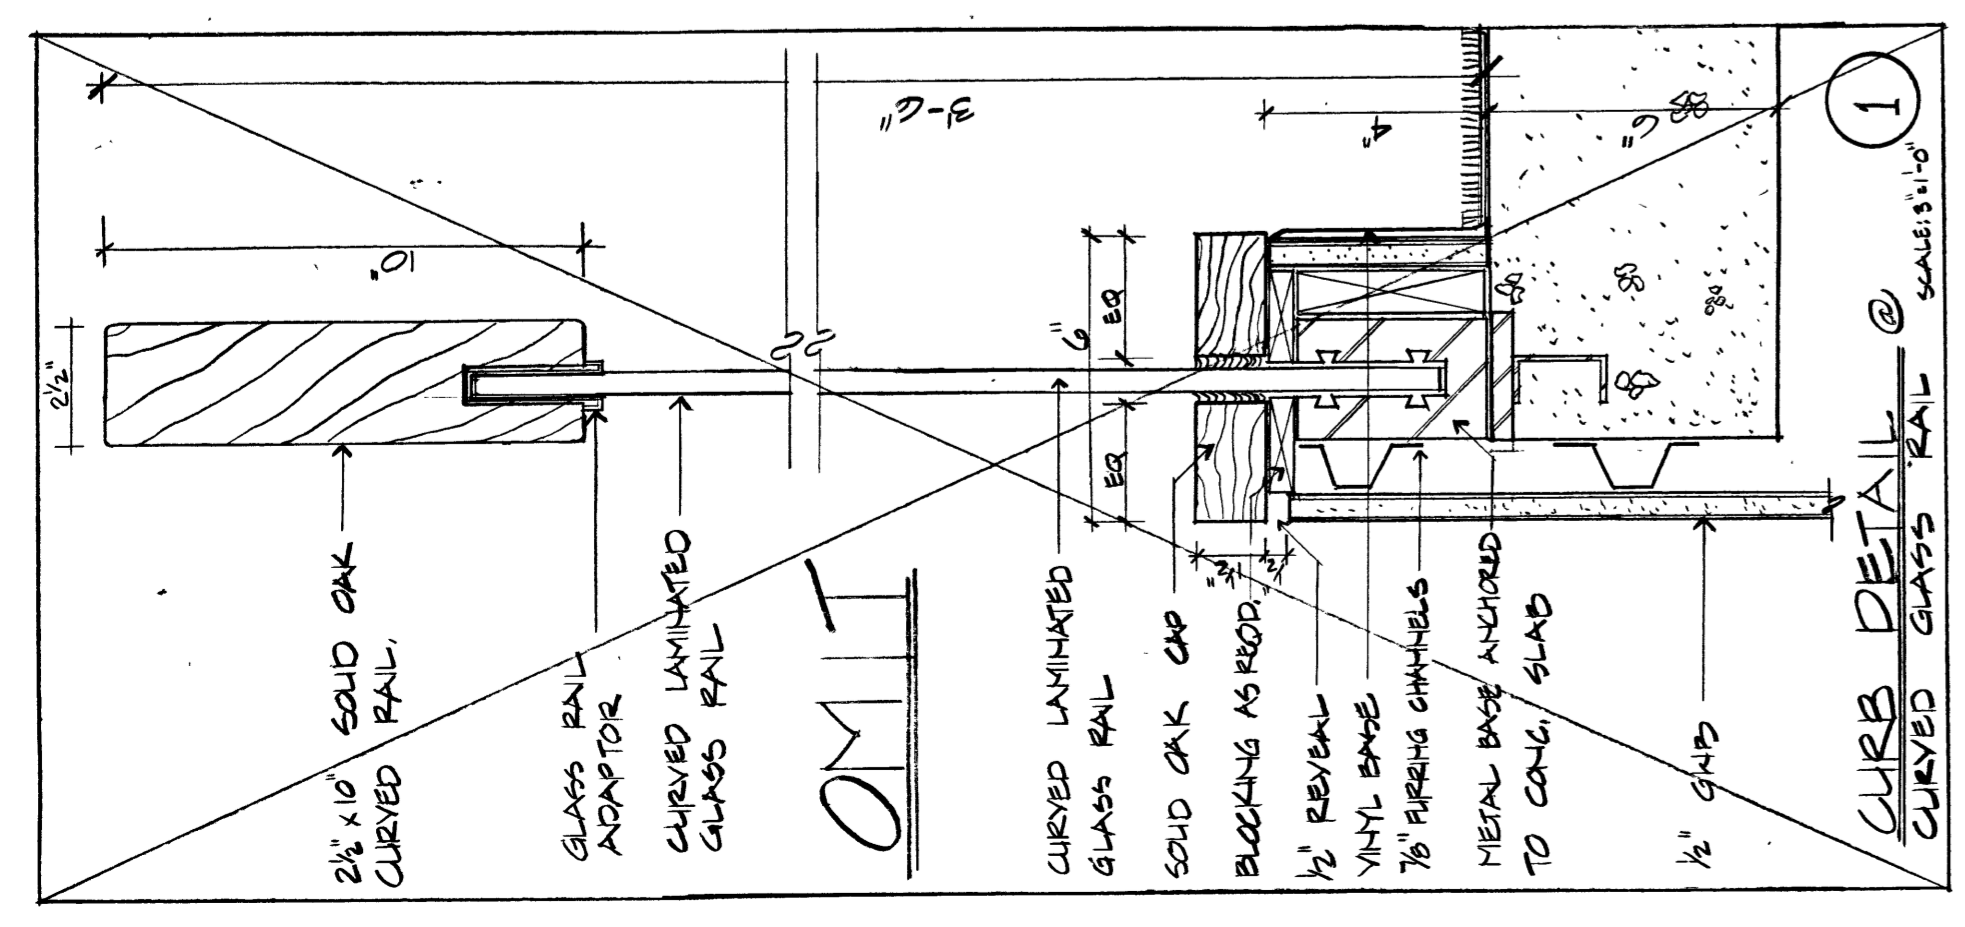 2½"
10"
3'-6"
2½" x 10" SOLID OAK
CURVED RAIL.
GLASS RAIL
ADAPTOR
CURVED LAMINATED
GLASS RAIL
OMIT
6"
EQ
EQ
4"
6"
CURVED LAMINATED
GLASS RAIL
SOLID OAK CAP
1½"
½"
BLOCKING AS REQD.
½" REVEAL
VINYL BASE
⅞" FURRING CHANNELS
METAL BASE ANCHORED
TO CONC. SLAB
½" GWB
CURB DETAIL @
CURVED GLASS RAIL
SCALE: 3"=1'-0"
1